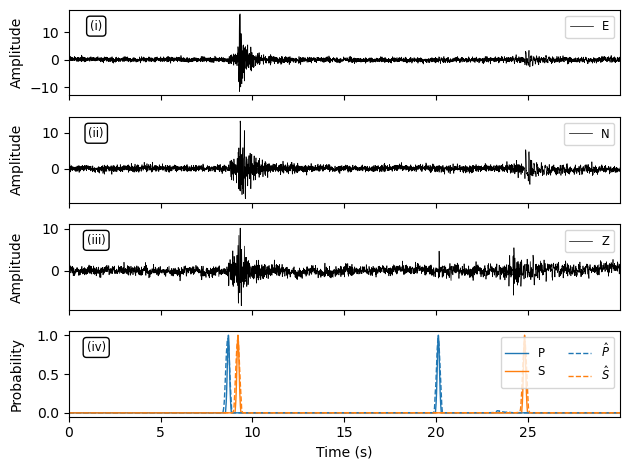 Amplitude
10
0
−10
(i)
E
Amplitude
10
0
(ii)
N
Amplitude
10
0
(iii)
Z
Probability
1.0
0.5
0.0
(iv)
P
S
P̂
Ŝ
0 5 10 15 20 25
Time (s)